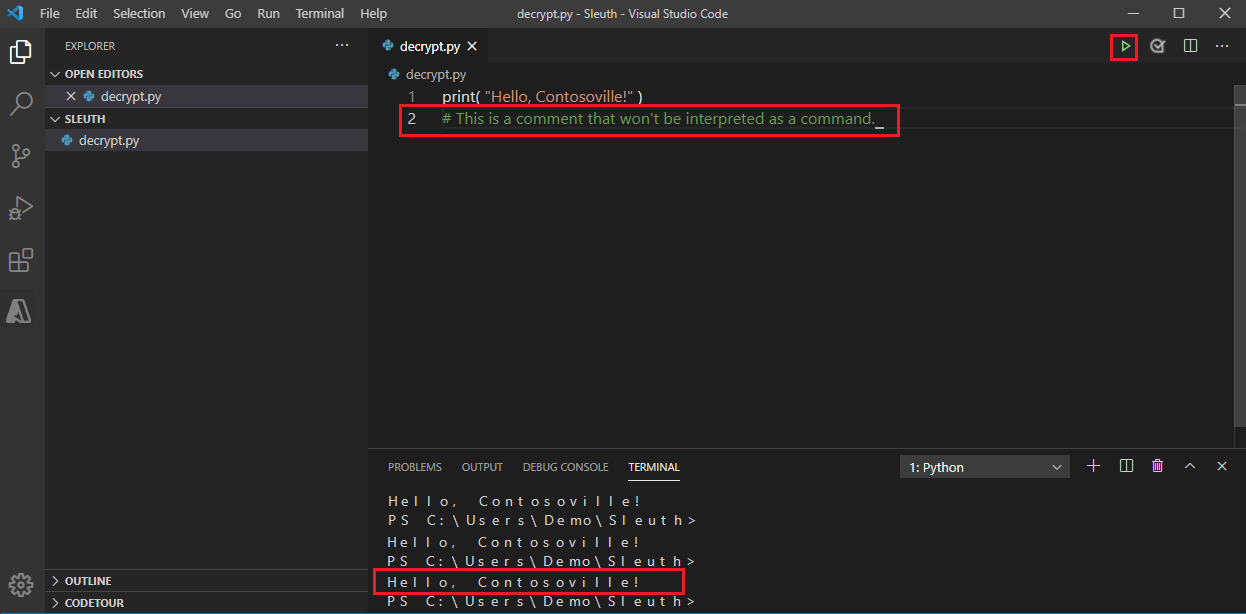 File Edit Selection View Go Run Terminal Help decrypt.py - Sleuth - Visual Studio Code
EXPLORER
OPEN EDITORS
decrypt.py
SLEUTH
decrypt.py
OUTLINE
CODETOUR
decrypt.py
decrypt.py
1 print( "Hello, Contosoville!" )
2 # This is a comment that won't be interpreted as a command._
PROBLEMS OUTPUT DEBUG CONSOLE TERMINAL 1: Python
Hello, Contosoville!
PS C:\Users\Demo\Sleuth>
Hello, Contosoville!
PS C:\Users\Demo\Sleuth>
Hello, Contosoville!
PS C:\Users\Demo\Sleuth>